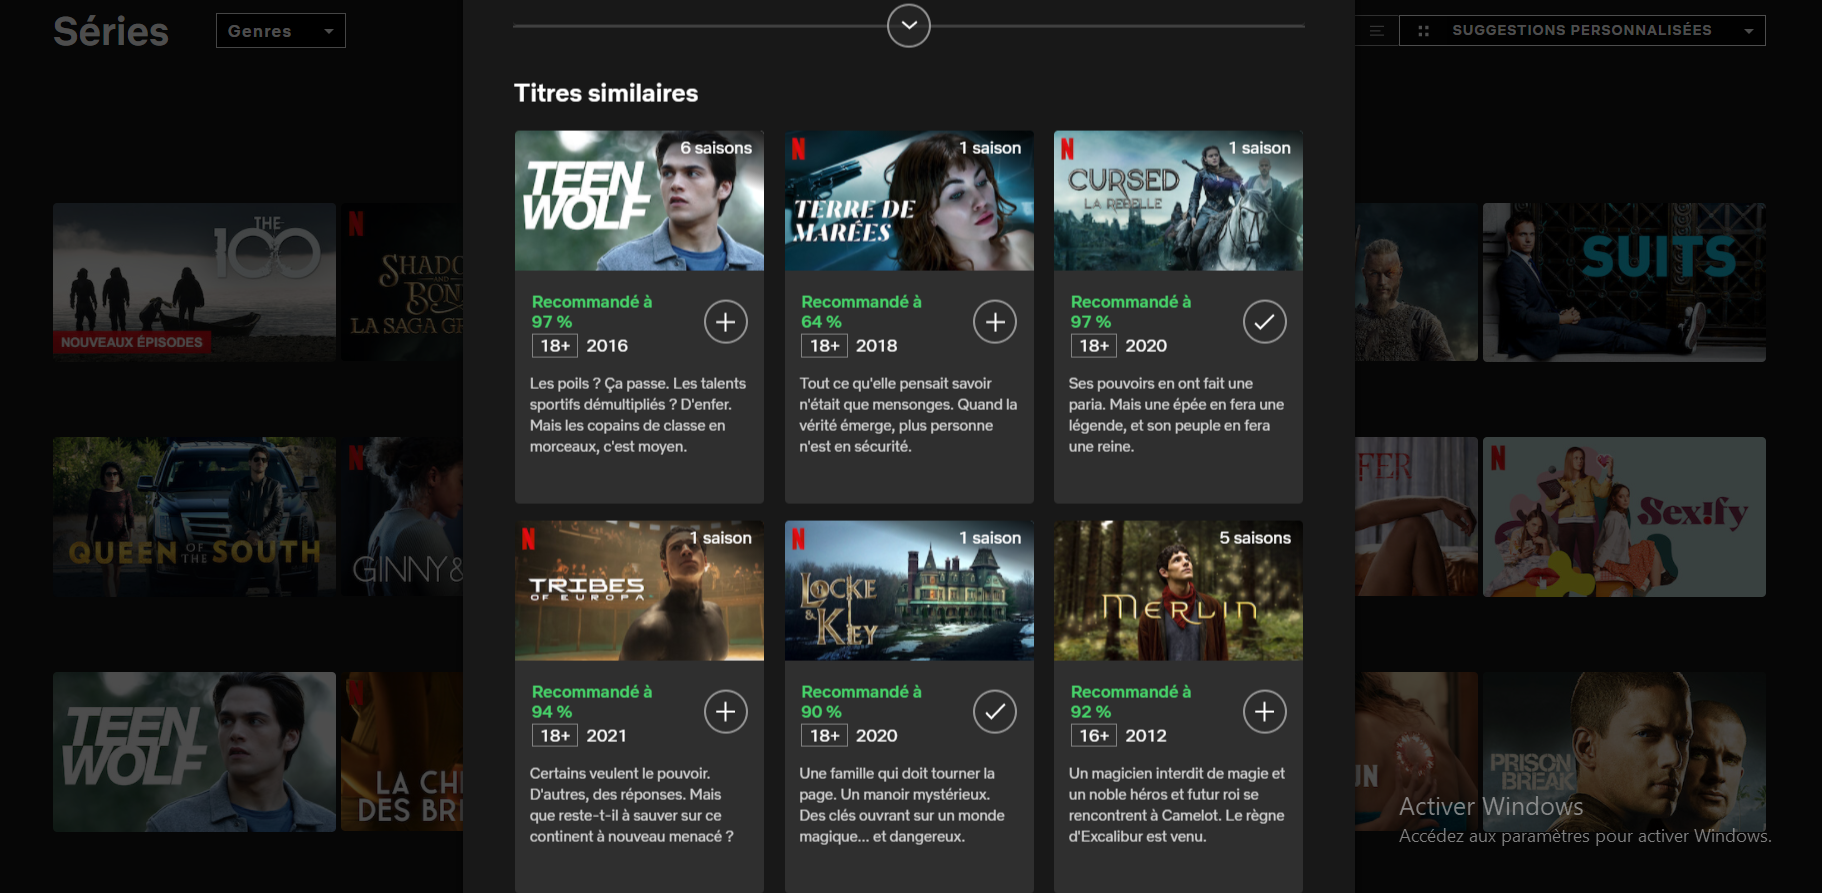 Séries
Genres
SUGGESTIONS PERSONNALISÉES
Titres similaires
6 saisons
TEEN
WOLF
N
1 saison
TERRE DE
MARÉES
N
1 saison
CURSED
LA REBELLE
Recommandé à
97 %
18+ 2016
Les poils ? Ça passe. Les talents
sportifs démultipliés ? D'enfer.
Mais les copains de classe en
morceaux, c'est moyen.
Recommandé à
64 %
18+ 2018
Tout ce qu'elle pensait savoir
n'était que mensonges. Quand la
vérité émerge, plus personne
n'est en sécurité.
Recommandé à
97 %
18+ 2020
Ses pouvoirs en ont fait une
paria. Mais une épée en fera une
légende, et son peuple en fera
une reine.
N
1 saison
TRIBES
OF EUROPA
N
1 saison
LOCKE
& KEY
5 saisons
MERLIN
Recommandé à
94 %
18+ 2021
Certains veulent le pouvoir.
D'autres, des réponses. Mais
que reste-t-il à sauver sur ce
continent à nouveau menacé ?
Recommandé à
90 %
18+ 2020
Une famille qui doit tourner la
page. Un manoir mystérieux.
Des clés ouvrant sur un monde
magique... et dangereux.
Recommandé à
92 %
16+ 2012
Un magicien interdit de magie et
un noble héros et futur roi se
rencontrent à Camelot. Le règne
d'Excalibur est venu.
THE
100
NOUVEAUX ÉPISODES
N
SHADO
AND
BON
LA SAGA GR
SUITS
QUEEN OF THE SOUTH
N
GINNY &
FER
N
Sex!fy
TEEN
WOLF
N
LA CH
DES BR
UN
PRISON
BREAK
Activer Windows
Accédez aux paramètres pour activer Windows.